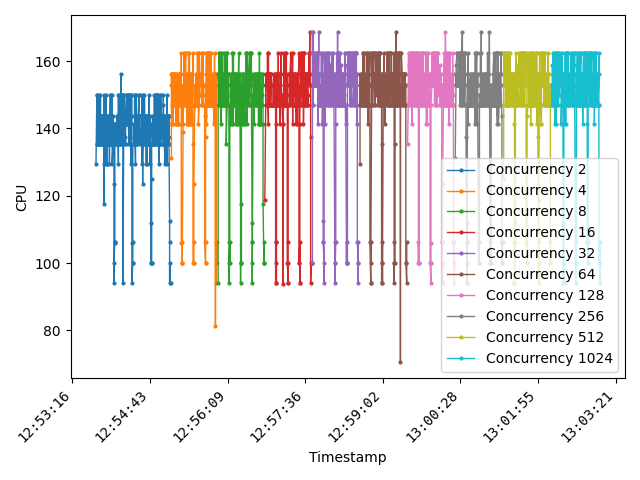 160
140
120
100
80
CPU
Concurrency 2
Concurrency 4
Concurrency 8
Concurrency 16
Concurrency 32
Concurrency 64
Concurrency 128
Concurrency 256
Concurrency 512
Concurrency 1024
12:53:16
12:54:43
12:56:09
12:57:36
12:59:02
13:00:28
13:01:55
13:03:21
Timestamp